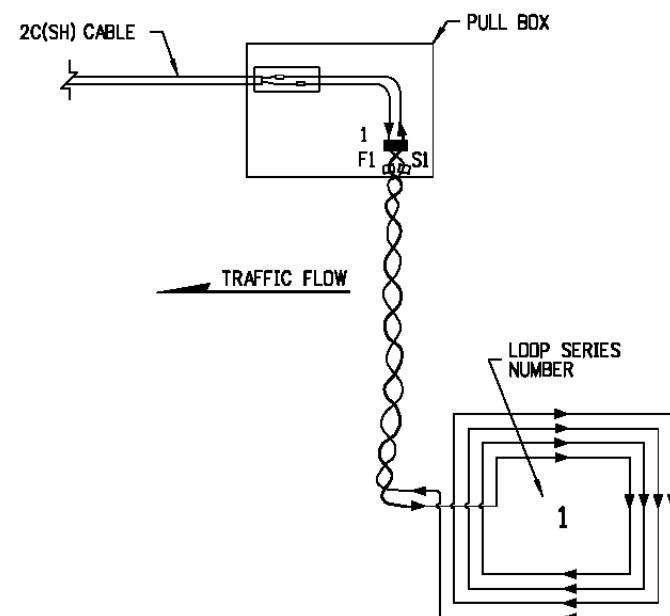 2C(SH) CABLE
PULL BOX
1
F1 S1
TRAFFIC FLOW
LOOP SERIES
NUMBER
1